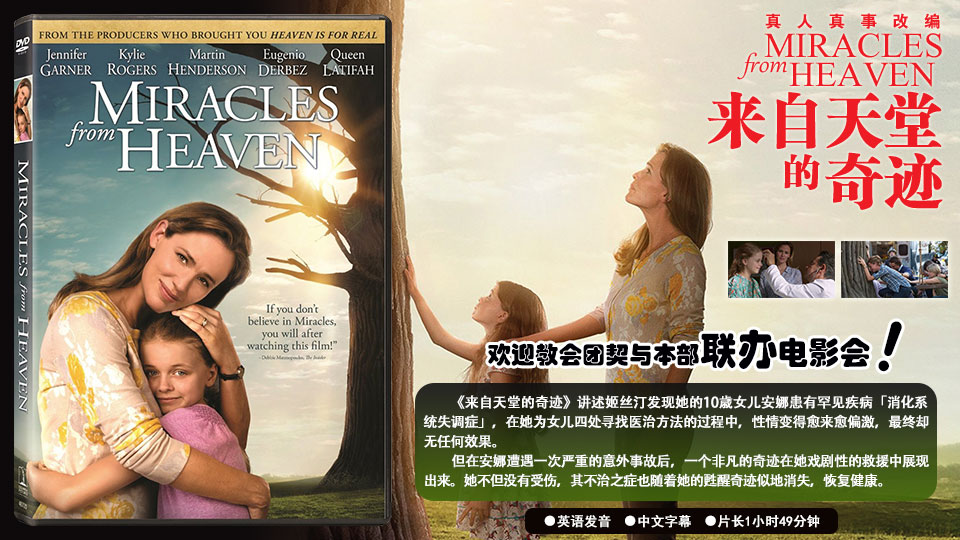 DVD
MIRACLES from HEAVEN
FROM THE PRODUCERS WHO BROUGHT YOU HEAVEN IS FOR REAL
Jennifer GARNER
Kylie ROGERS
Martin HENDERSON
Eugenio DERBEZ
Queen LATIFAH
MIRACLES
from HEAVEN
If you don't
believe in Miracles,
you will after
watching this film!"
真人真事改编
MIRACLES
from HEAVEN
来自天堂
的奇迹
欢迎教会团契与本部联办电影会！
《来自天堂的奇迹》讲述姬丝汀发现她的10歲女儿安娜患有罕见疾病「消化系
统失调症」，在她为女儿四处寻找医治方法的过程中，性情变得愈来愈偏激，最终却
无任何效果。
但在安娜遭遇一次严重的意外事故后，一个非凡的奇迹在她戏剧性的救援中展现
出来。她不但没有受伤，其不治之症也随着她的甦醒奇迹似地消失，恢复健康。
●英语发音 ●中文字幕 ●片长1小时49分钟